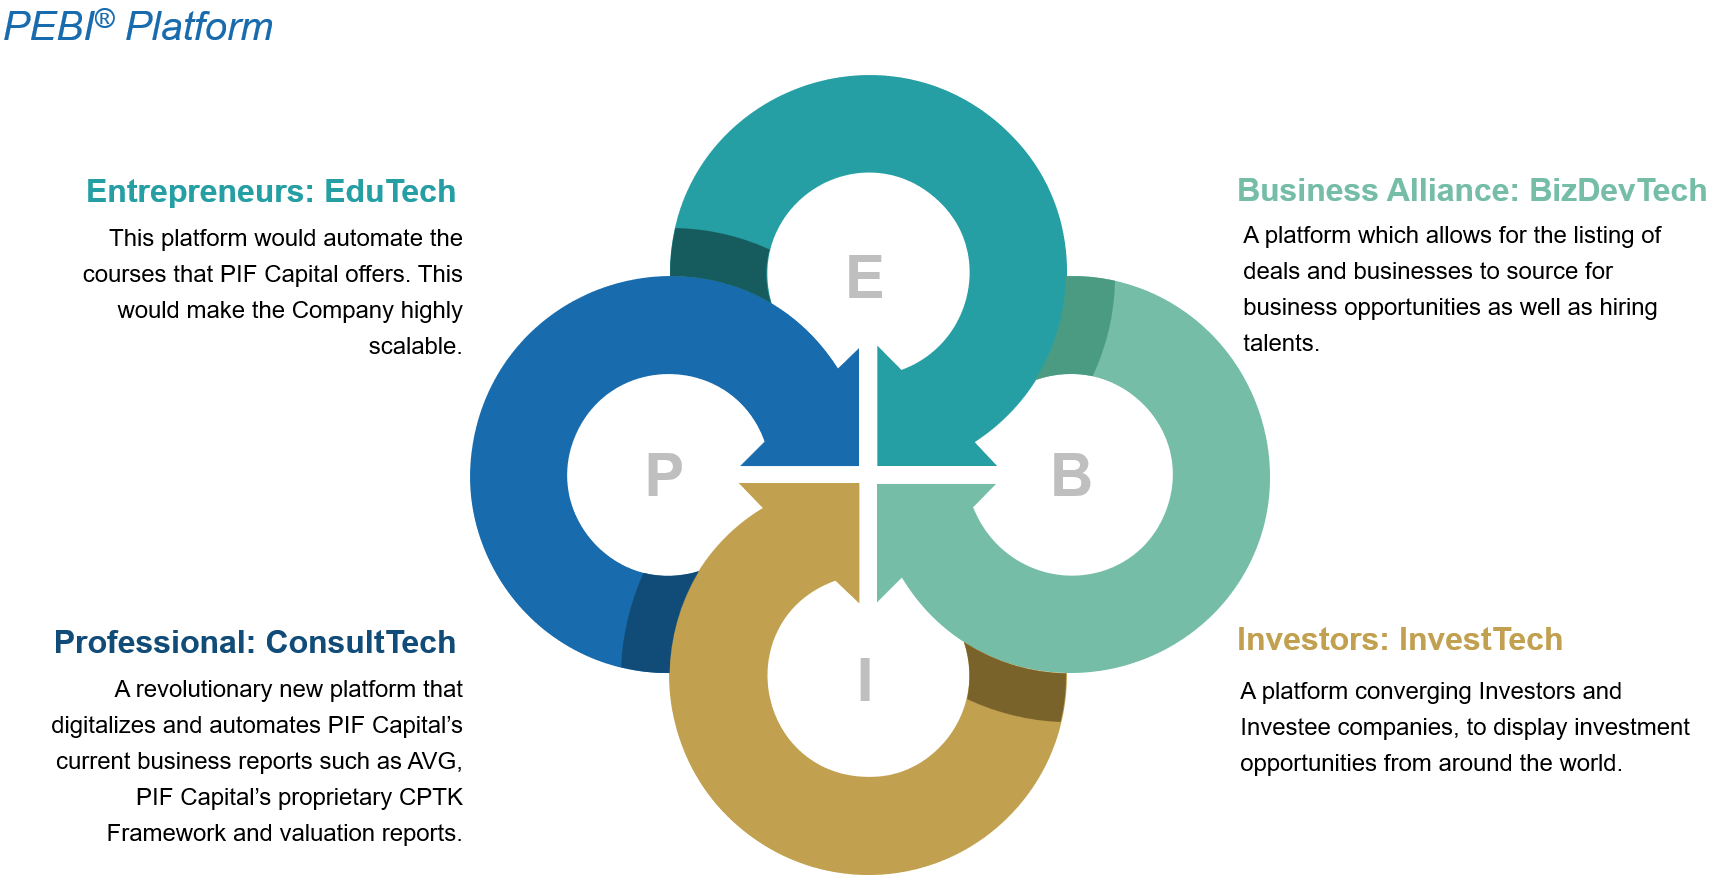 PEBI® Platform
Entrepreneurs: EduTech
This platform would automate the
courses that PIF Capital offers. This
would make the Company highly
scalable.
Business Alliance: BizDevTech
A platform which allows for the listing of
deals and businesses to source for
business opportunities as well as hiring
talents.
E
P
B
I
Professional: ConsultTech
A revolutionary new platform that
digitalizes and automates PIF Capital’s
current business reports such as AVG,
PIF Capital’s proprietary CPTK
Framework and valuation reports.
Investors: InvestTech
A platform converging Investors and
Investee companies, to display investment
opportunities from around the world.